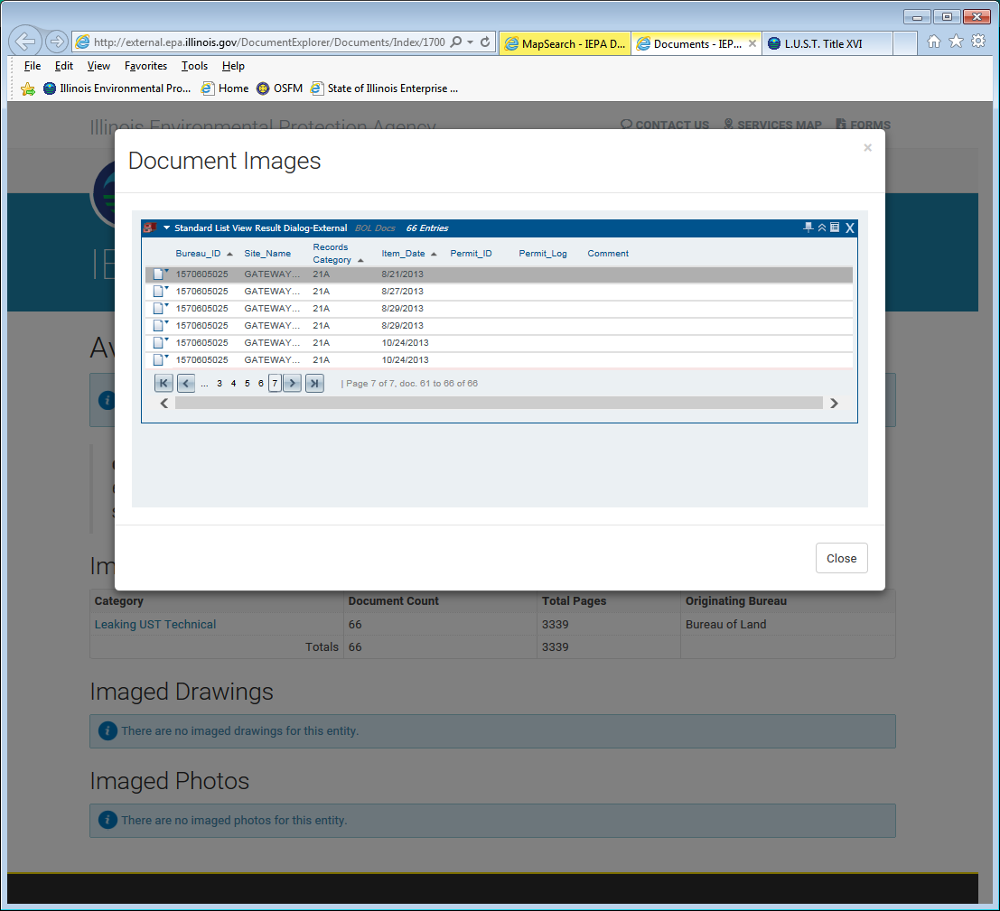 http://external.epa.illinois.gov/DocumentExplorer/Documents/Index/1700
MapSearch - IEPA D...
Documents - IEP...
L.U.S.T. Title XVI
File Edit View Favorites Tools Help
Illinois Environmental Pro... Home OSFM State of Illinois Enterprise ...
Illinois Environmental Protection Agency CONTACT US SERVICES MAP FORMS
×
Document Images
Standard List View Result Dialog-External BOL Docs 66 Entries X
Bureau_ID Site_Name Records Category Item_Date Permit_ID Permit_Log Comment
1570605025 GATEWAY... 21A 8/21/2013
1570605025 GATEWAY... 21A 8/27/2013
1570605025 GATEWAY... 21A 8/29/2013
1570605025 GATEWAY... 21A 8/29/2013
1570605025 GATEWAY... 21A 10/24/2013
1570605025 GATEWAY... 21A 10/24/2013
... 3 4 5 6 7 | Page 7 of 7, doc. 61 to 66 of 66
Close
Category Document Count Total Pages Originating Bureau
Leaking UST Technical 66 3339 Bureau of Land
Totals 66 3339
Imaged Drawings
There are no imaged drawings for this entity.
Imaged Photos
There are no imaged photos for this entity.